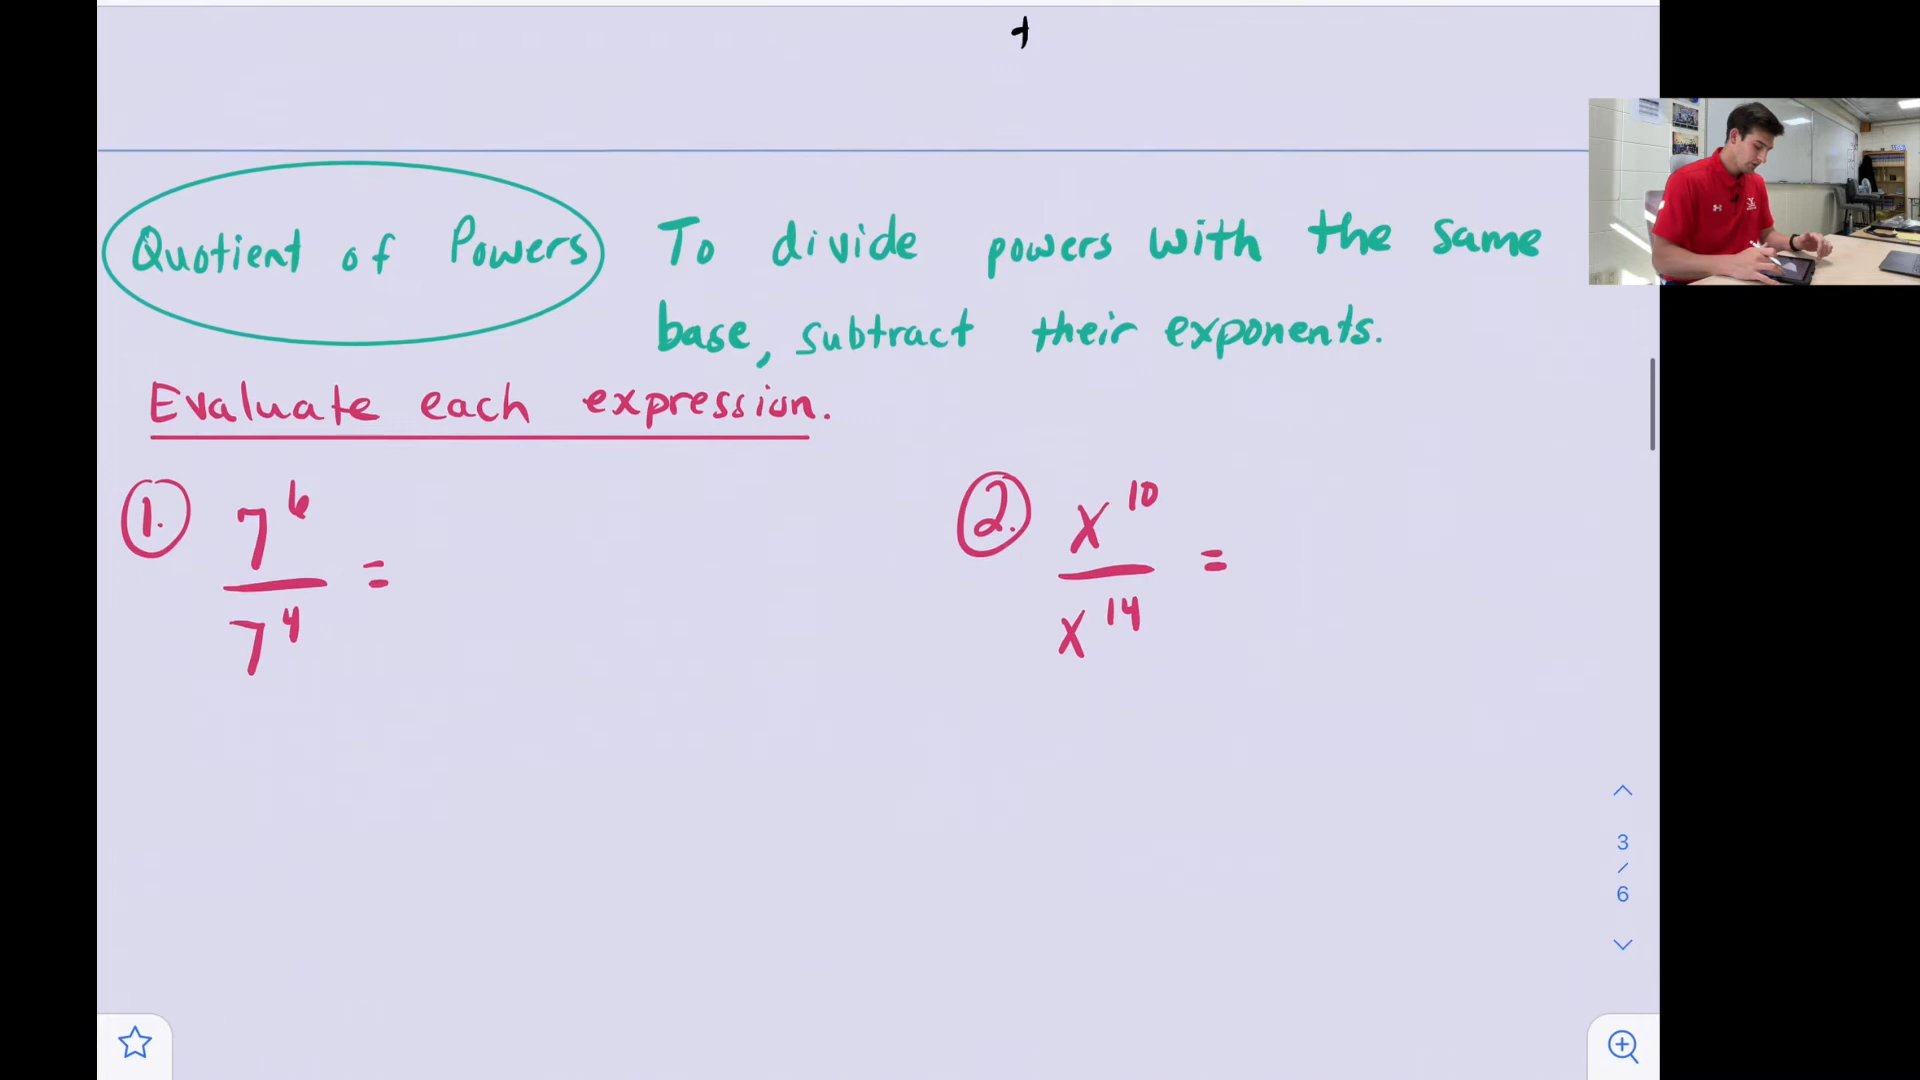 Quotient of Powers
To divide powers with the same
base, subtract their exponents.
Evaluate each expression.
1. 7^6 / 7^4 =
2. x^10 / x^14 =
3
/
6